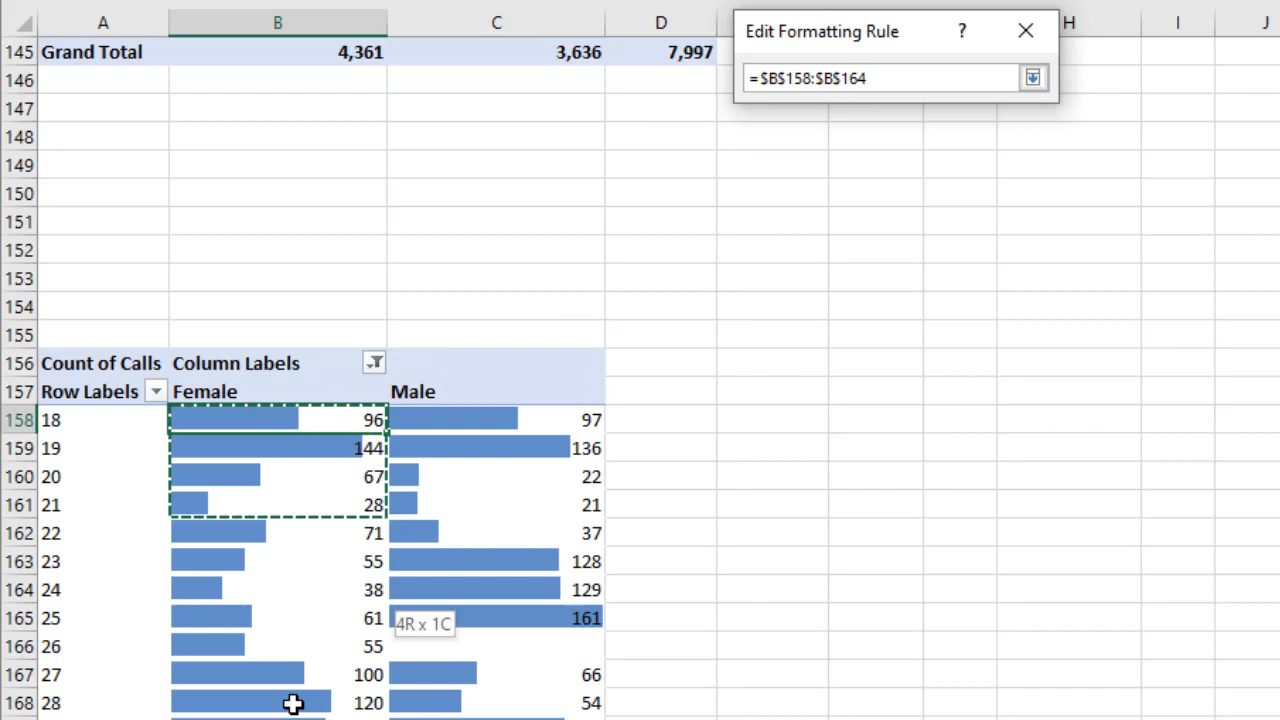 A B C D H I J
Edit Formatting Rule ?
=$B$158:$B$164
145 Grand Total 4,361 3,636 7,997
146
147
148
149
150
151
152
153
154
155
156 Count of Calls Column Labels
157 Row Labels Female Male
158 18 96 97
159 19 144 136
160 20 67 22
161 21 28 21
162 22 71 37
163 23 55 128
164 24 38 129
165 25 61 161
4R x 1C
166 26 55
167 27 100 66
168 28 120 54